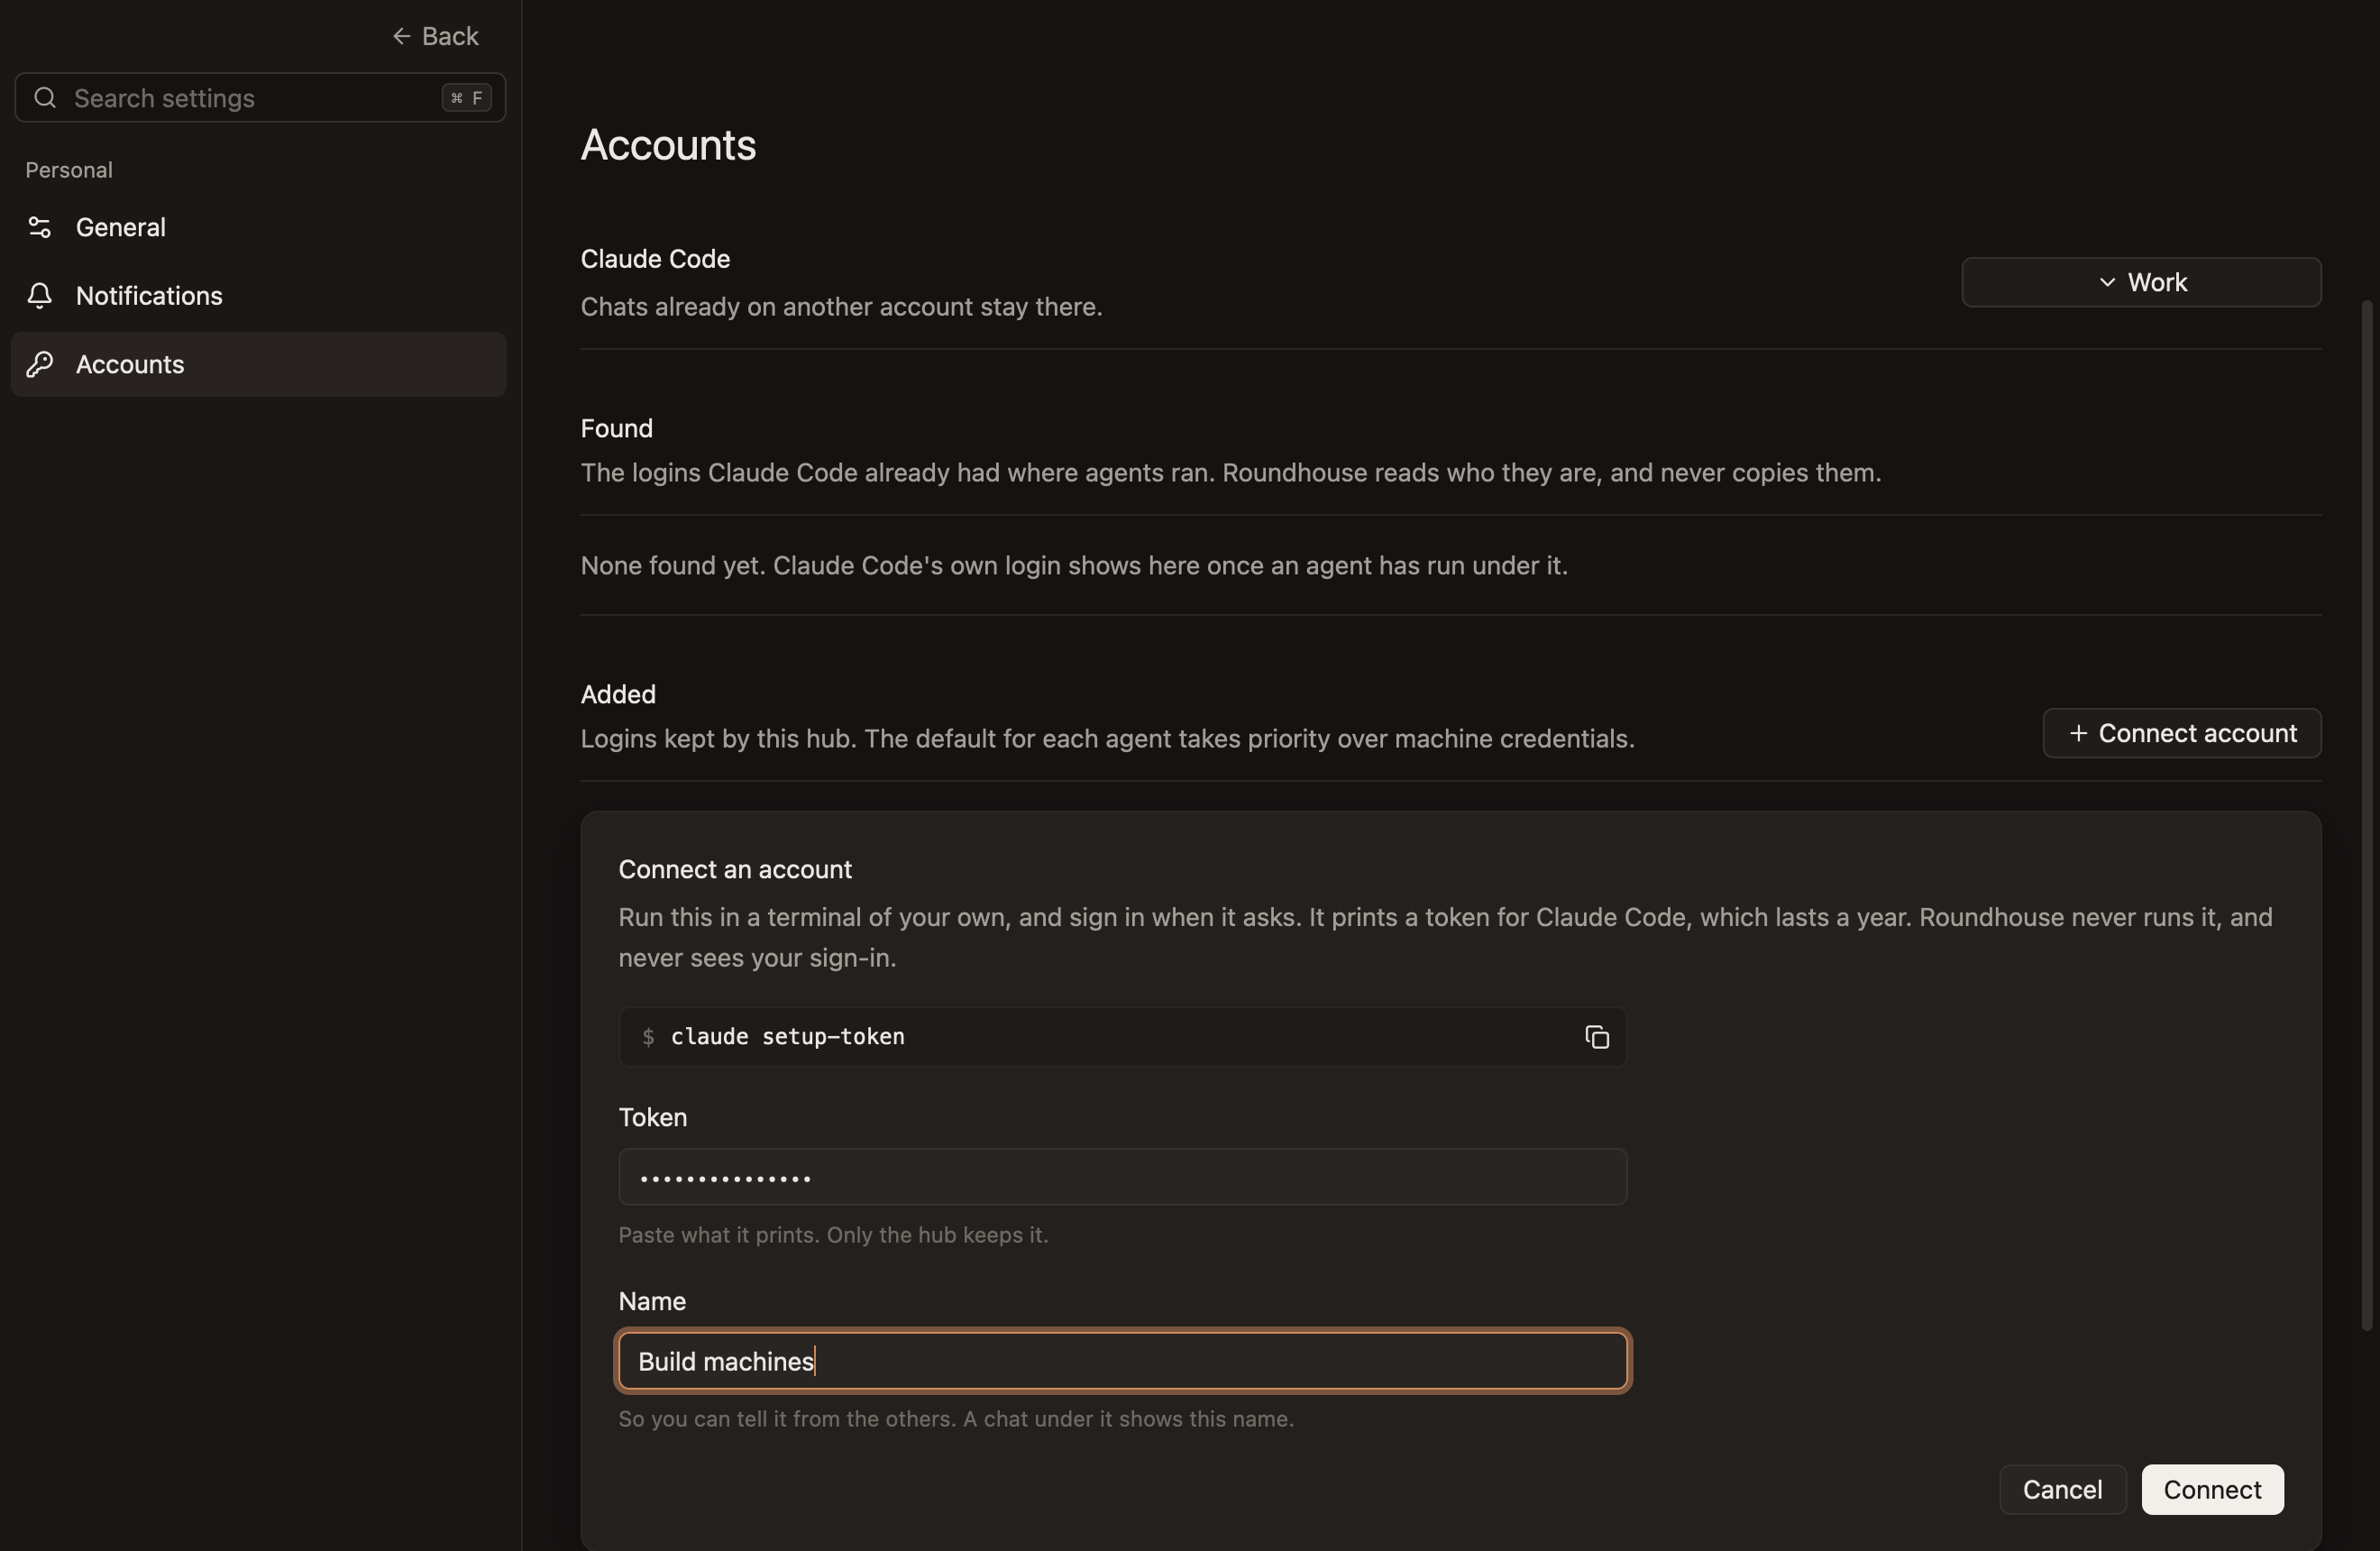 ← Back
Search settings ⌘ F
Personal
General
Notifications
Accounts
Accounts
Claude Code
Chats already on another account stay there.
Work
Found
The logins Claude Code already had where agents ran. Roundhouse reads who they are, and never copies them.
None found yet. Claude Code's own login shows here once an agent has run under it.
Added
Logins kept by this hub. The default for each agent takes priority over machine credentials.
+ Connect account
Connect an account
Run this in a terminal of your own, and sign in when it asks. It prints a token for Claude Code, which lasts a year. Roundhouse never runs it, and
never sees your sign-in.
$ claude setup-token
Token
•••••••••••••••
Paste what it prints. Only the hub keeps it.
Name
Build machines
So you can tell it from the others. A chat under it shows this name.
Cancel
Connect